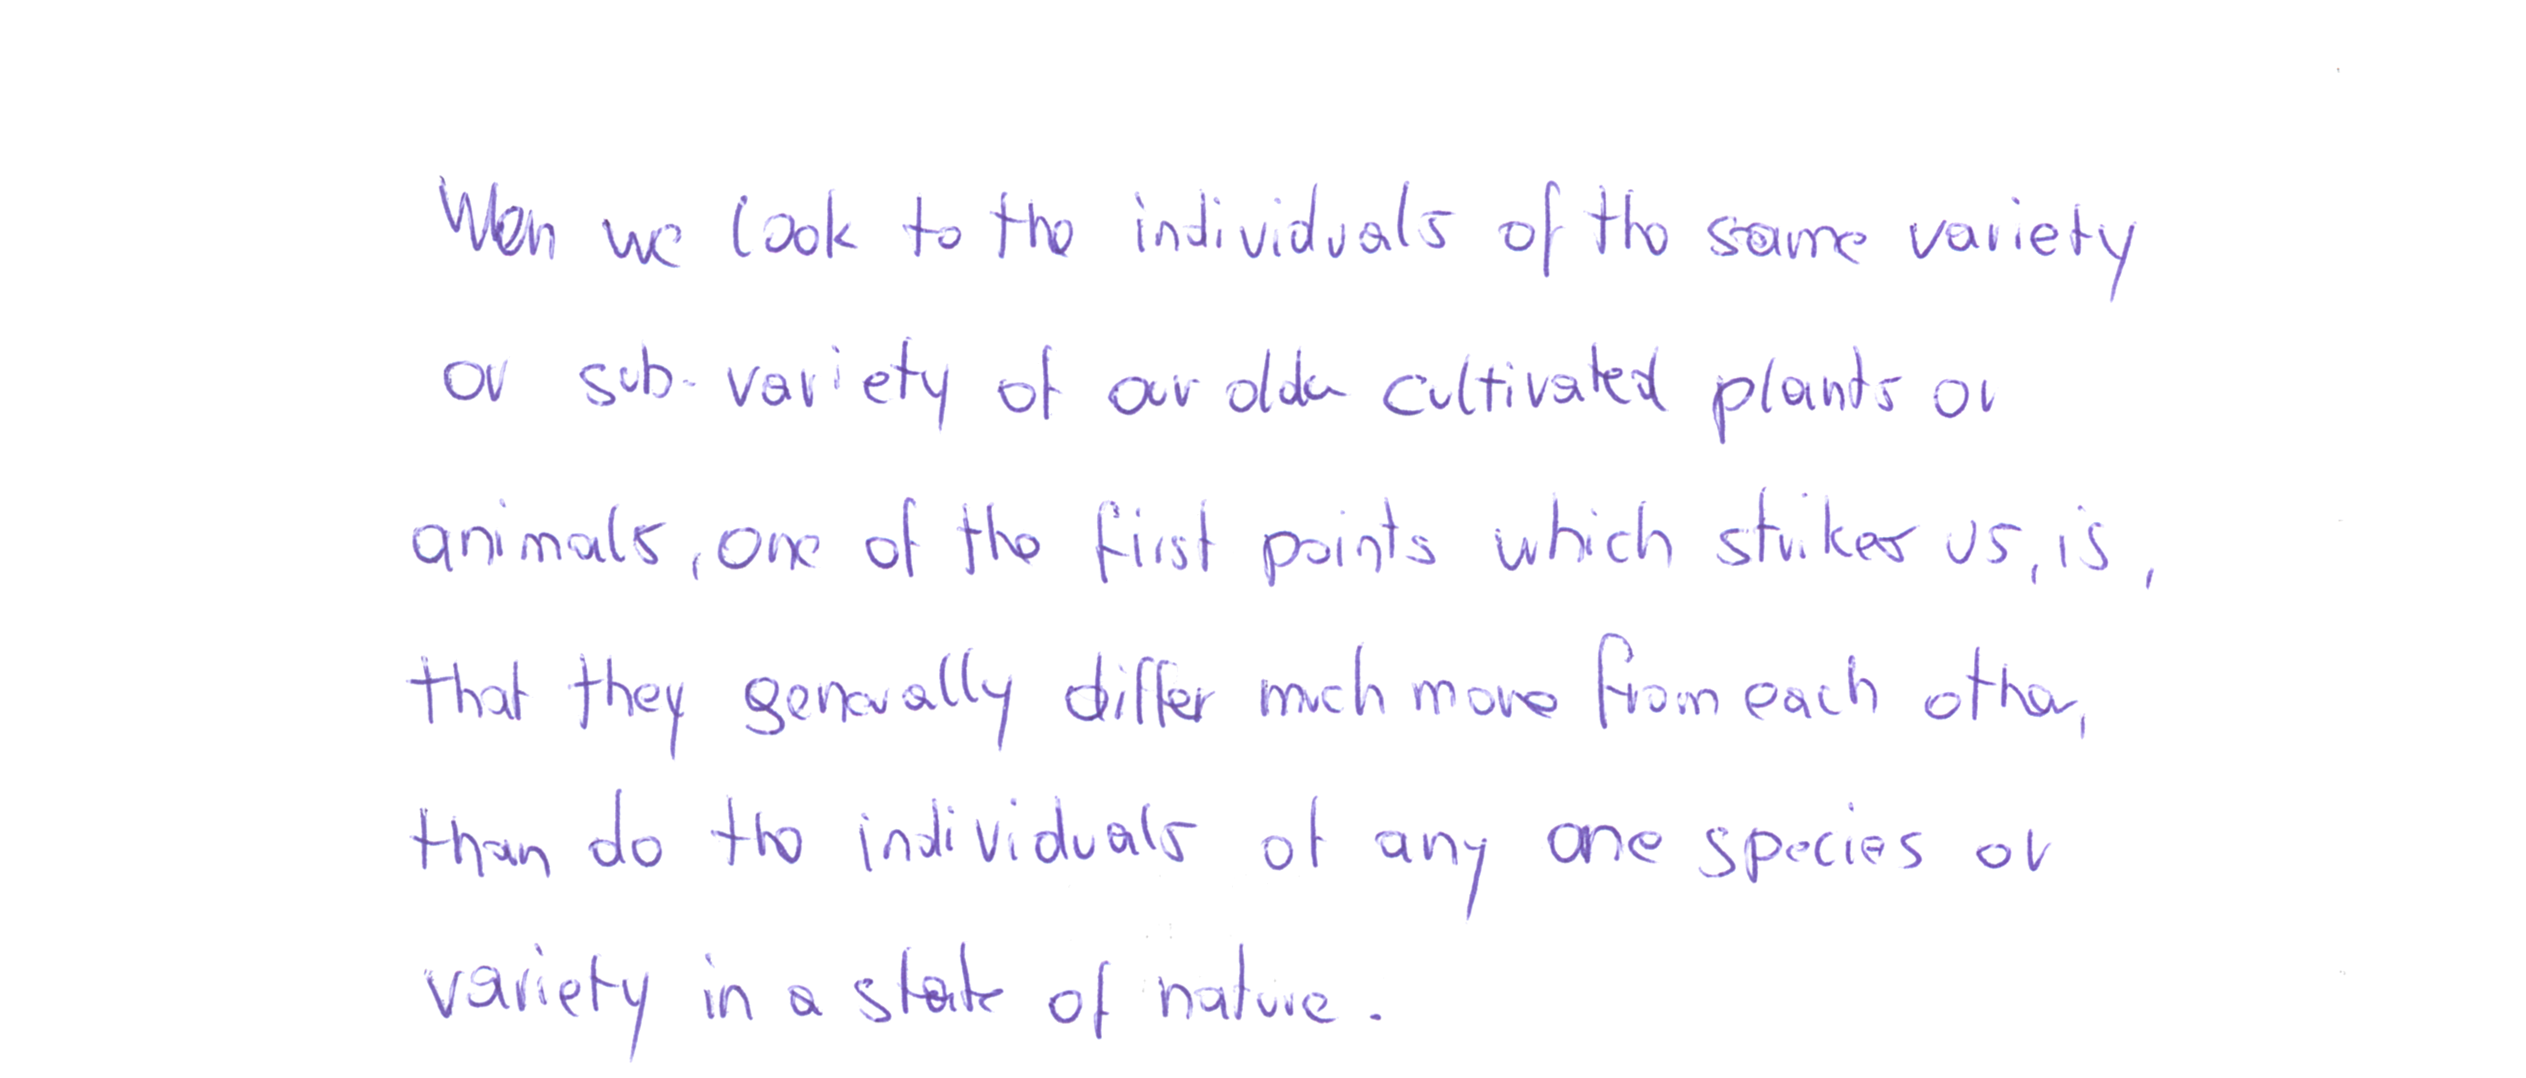 When we look to the individuals of the same variety
or sub-variety of our older cultivated plants or
animals, one of the first points which strikes us, is,
that they generally differ much more from each other,
than do the individuals of any one species or
variety in a state of nature.